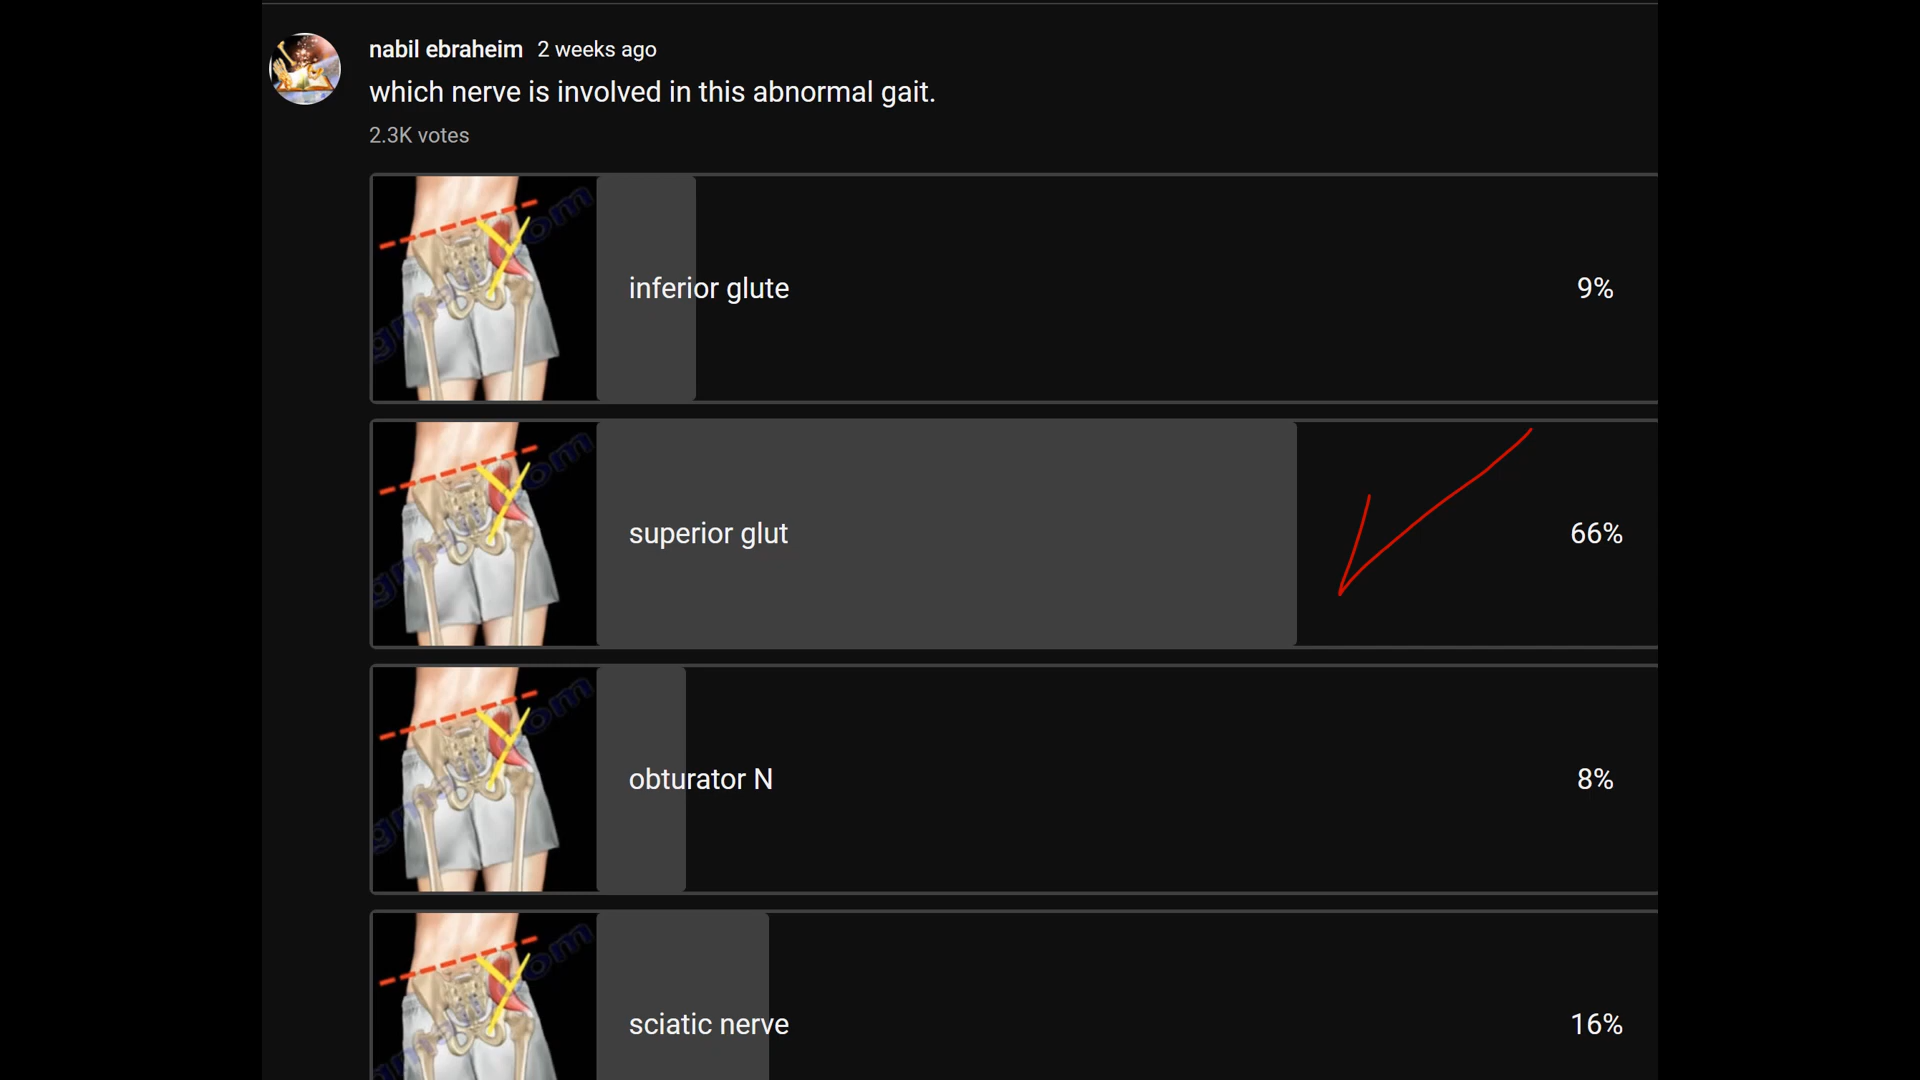 nabil ebraheim 2 weeks ago
which nerve is involved in this abnormal gait.
2.3K votes
inferior glute 9%
superior glut 66%
obturator N 8%
sciatic nerve 16%